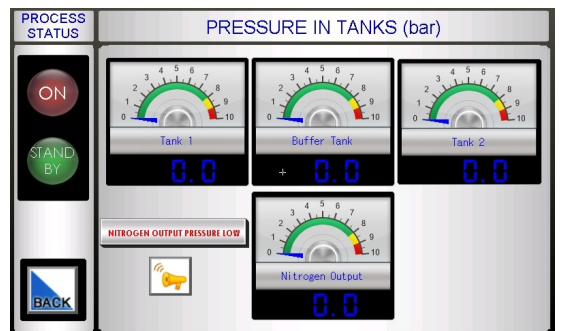 PROCESS
STATUS
PRESSURE IN TANKS (bar)
ON
STAND
BY
BACK
0 1 2 3 4 5 6 7 8 9 10
Tank 1
0.0
0 1 2 3 4 5 6 7 8 9 10
Buffer Tank
0.0
0 1 2 3 4 5 6 7 8 9 10
Tank 2
0.0
NITROGEN OUTPUT PRESSURE LOW
0 1 2 3 4 5 6 7 8 9 10
Nitrogen Output
0.0